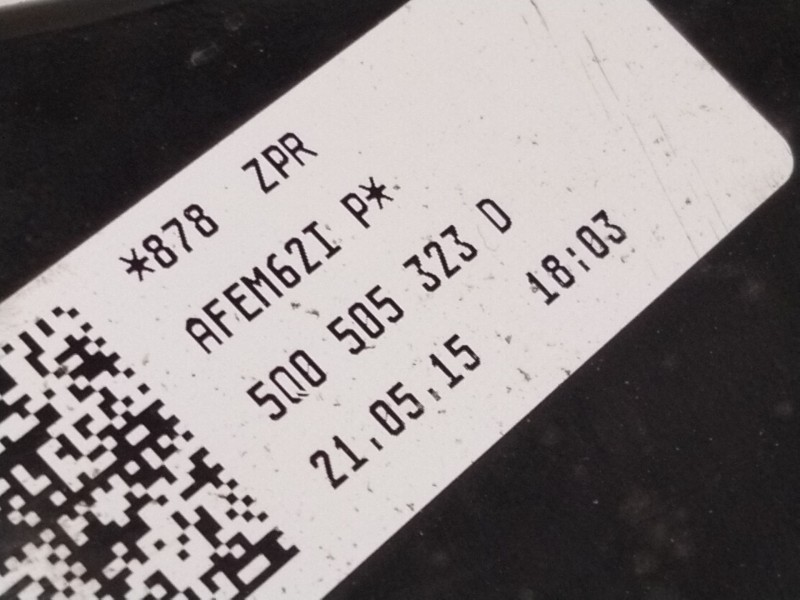 *878 ZPR
AFEM62I P*
5Q0 505 323 D
21.05.15 18:03